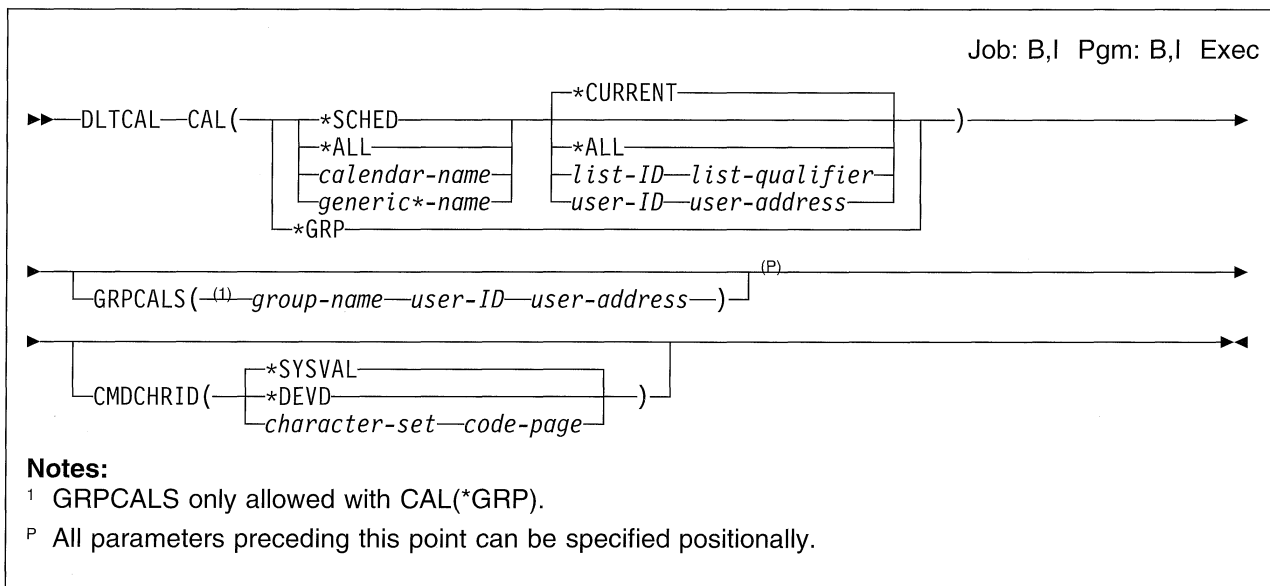 Job: B,I Pgm: B,I Exec
*CURRENT
DLTCAL CAL( *SCHED )
*ALL *ALL
calendar-name list-ID list-qualifier
generic*-name user-ID user-address
*GRP
(P)
GRPCALS( (1) group-name user-ID user-address )
*SYSVAL
CMDCHRID( *DEVD )
character-set code-page
Notes:
1 GRPCALS only allowed with CAL(*GRP).
P All parameters preceding this point can be specified positionally.